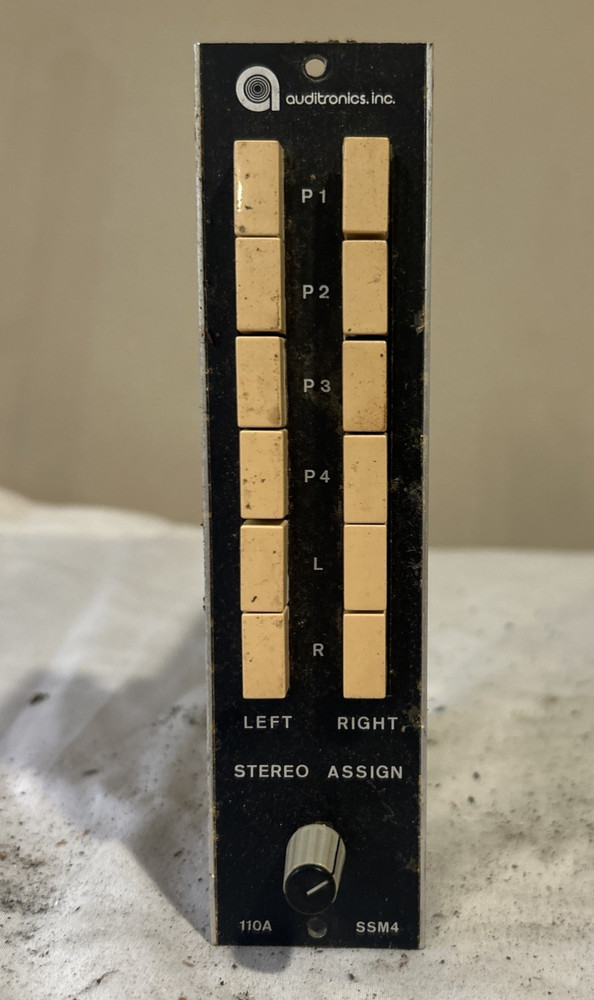 auditronics.inc.
P1
P2
P3
P4
L
R
LEFT RIGHT
STEREO ASSIGN
110A SSM4